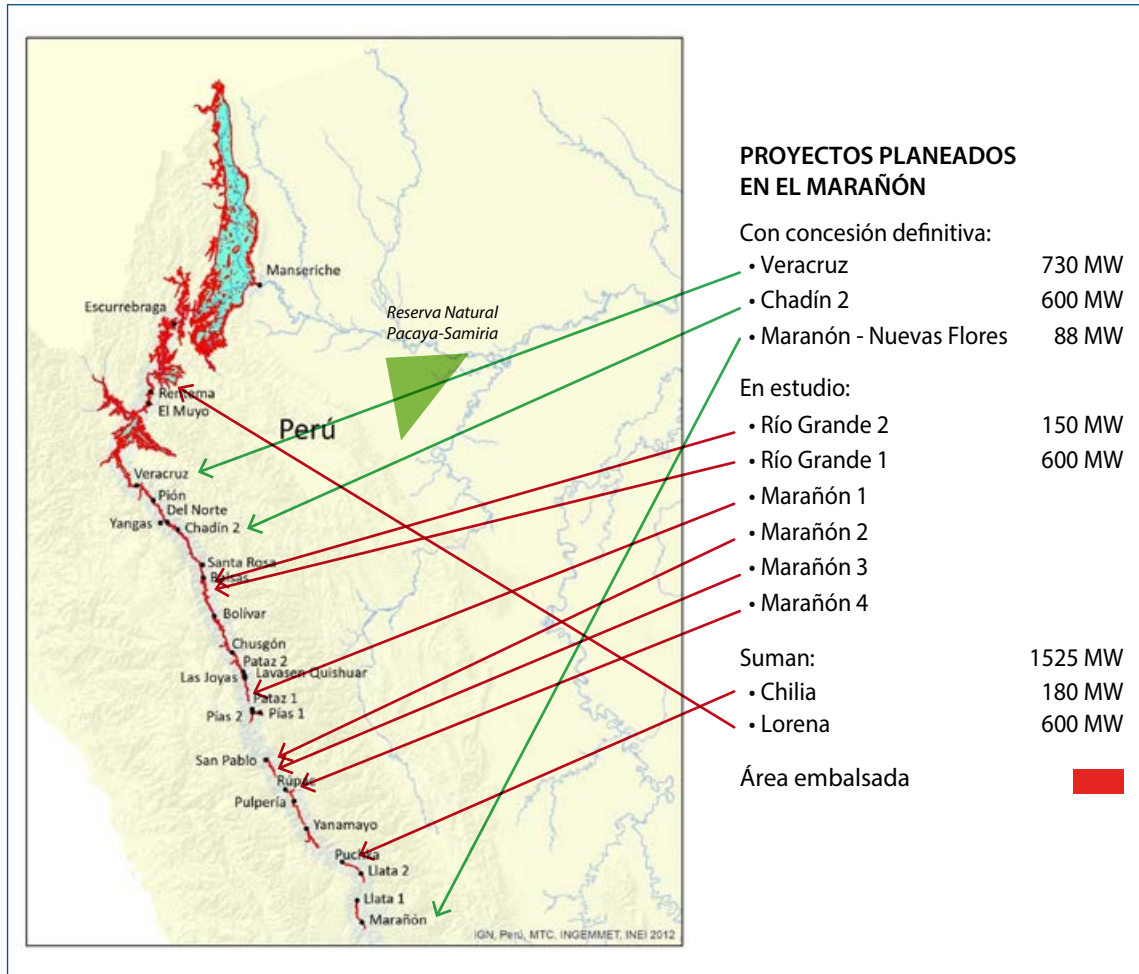 Manseriche
Escurrebraga
Reserva Natural
Pacaya-Samiria
Rentema
El Muyo
Perú
Veracruz
Pión
Del Norte
Yangas
Chadín 2
Santa Rosa
Balsas
Bolívar
Chusgón
Pataz 2
Lavasen Quishuar
Las Joyas
Pataz 1
Pías 2
Pías 1
San Pablo
Rupac
Pulpería
Yanamayo
Puchka
Llata 2
Llata 1
Marañón
IGN, Perú, MTC, INGEMMET, INEI 2012
PROYECTOS PLANEADOS
EN EL MARAÑÓN
Con concesión definitiva:
• Veracruz 730 MW
• Chadín 2 600 MW
• Maranón - Nuevas Flores 88 MW
En estudio:
• Río Grande 2 150 MW
• Río Grande 1 600 MW
• Marañón 1
• Marañón 2
• Marañón 3
• Marañón 4
Suman: 1525 MW
• Chilia 180 MW
• Lorena 600 MW
Área embalsada